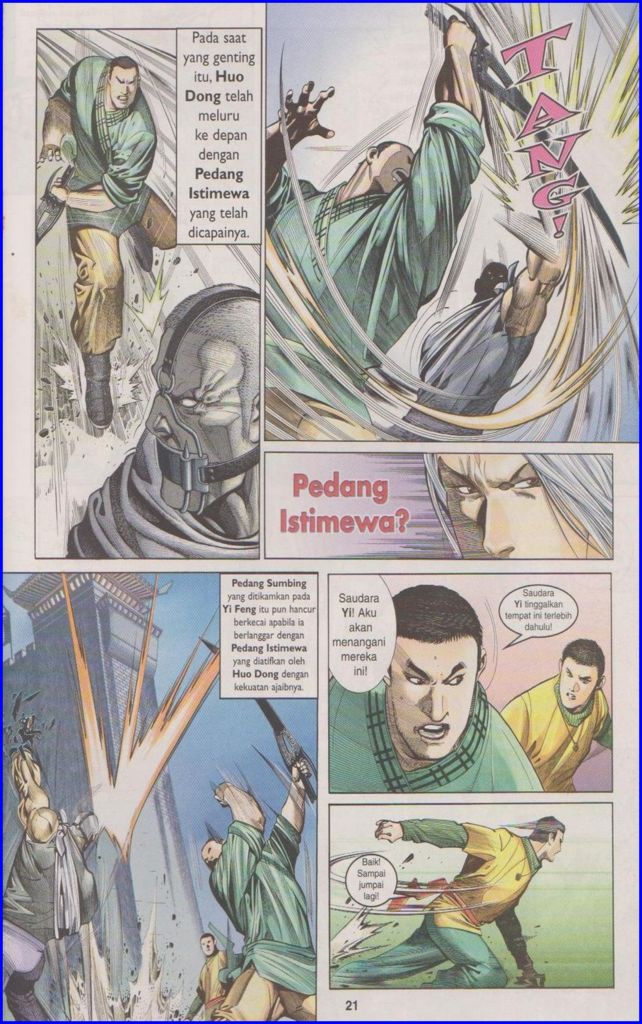 Pada saat
yang genting
itu, Huo
Dong telah
meluru
ke depan
dengan
Pedang
Istimewa
yang telah
dicapainya.
TANG!
Pedang
Istimewa?
Pedang Sumbing
yang ditikamkan pada
Yi Feng itu pun hancur
berkecai apabila ia
berlanggar dengan
Pedang Istimewa
yang diatifkan oleh
Huo Dong dengan
kekuatan ajaibnya.
Saudara
Yi! Aku
akan
menangani
mereka
ini!
Saudara
Yi tinggalkan
tempat ini terlebih
dahulu!
Baik!
Sampai
jumpai
lagi!
21